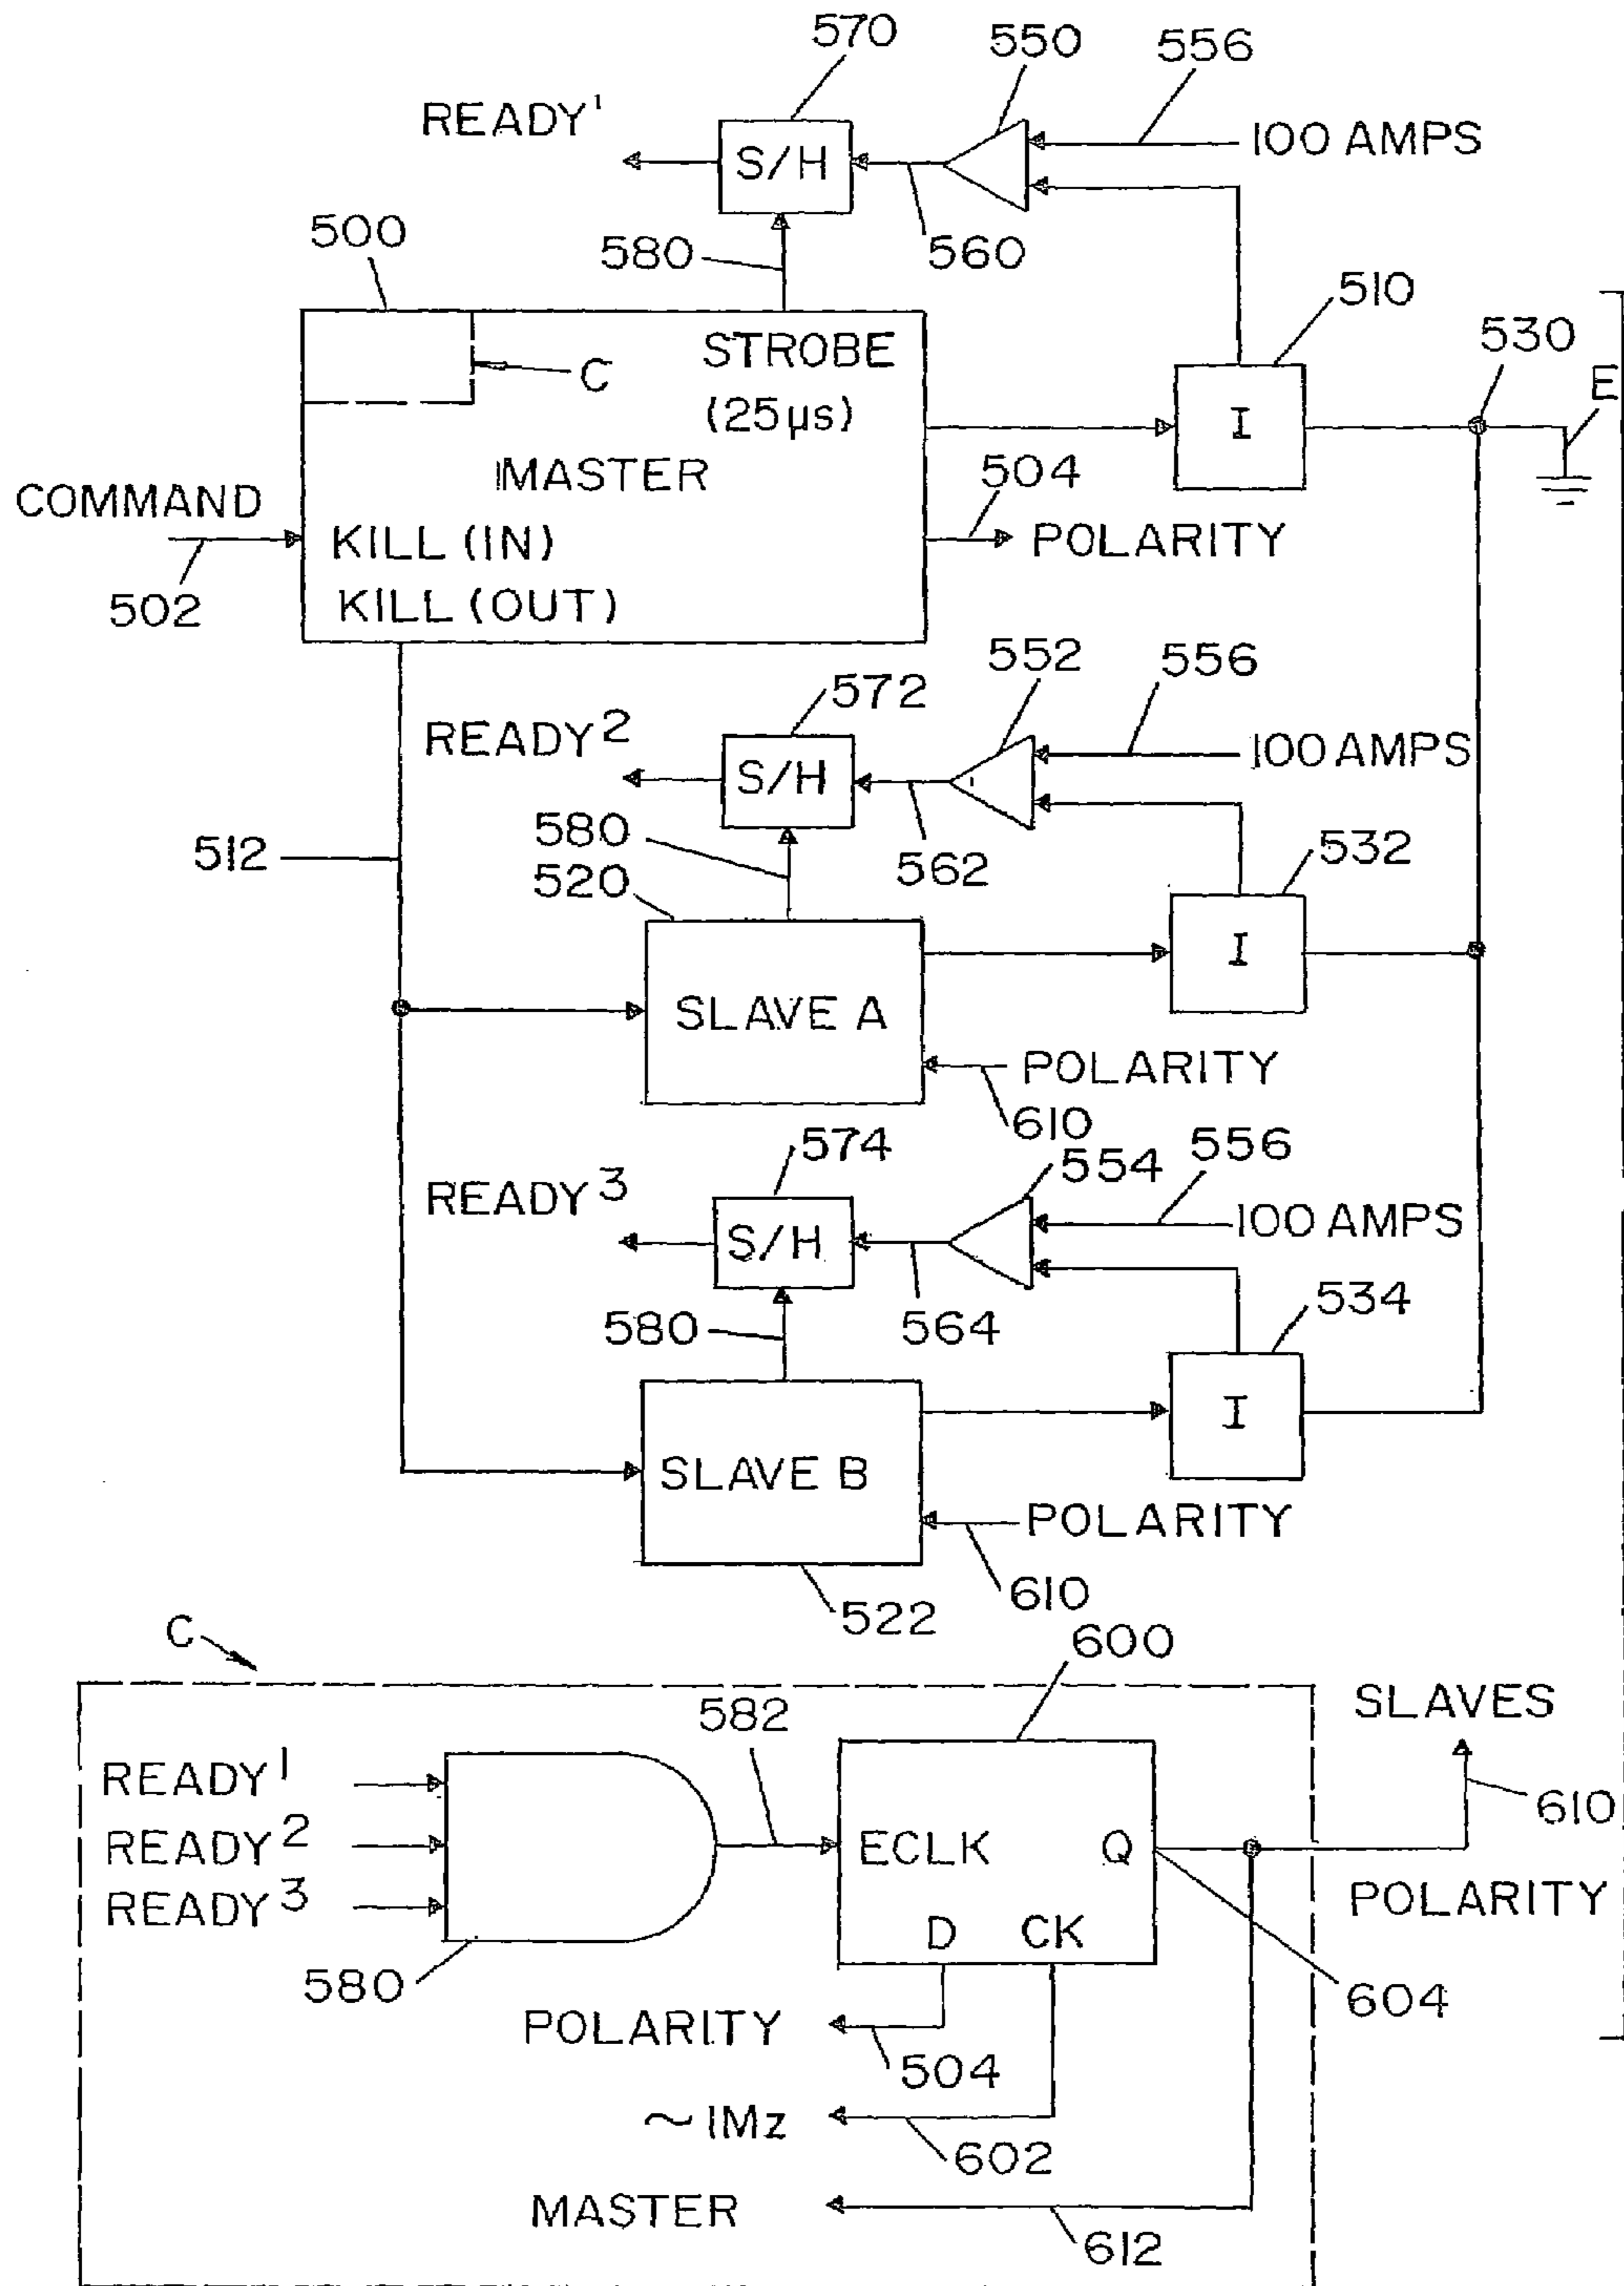 570
550
556
READY¹
S/H
100 AMPS
500
580
560
510
530
E
STROBE
(25µs)
C
I
MASTER
504
COMMAND
KILL (IN)
POLARITY
502
KILL (OUT)
552
556
572
READY²
S/H
100 AMPS
580
562
532
512
520
I
SLAVE A
POLARITY
610
574
554
556
READY³
S/H
100 AMPS
580
564
534
I
SLAVE B
POLARITY
610
522
C
600
582
SLAVES
READY¹
610
READY²
ECLK
Q
READY³
POLARITY
D
CK
580
604
POLARITY
504
~1Mz
602
MASTER
612